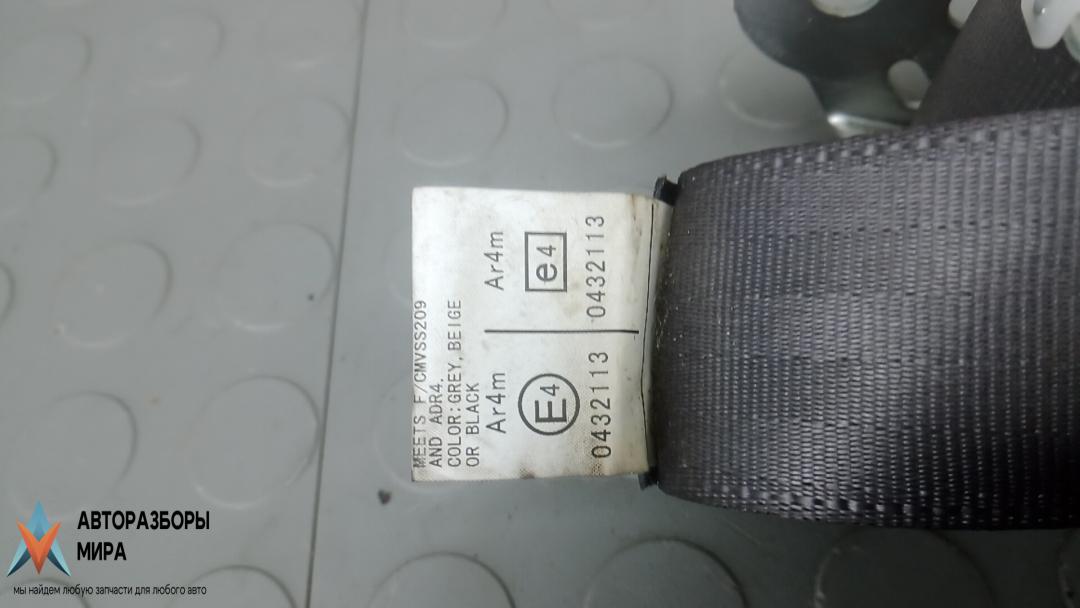 MEETS F/CMVSS209
AND ADR4.
COLOR:GREY, BEIGE
OR BLACK
Ar4m Ar4m
E4 e4
0432113 0432113
АВТОРАЗБОРЫ
МИРА
мы найдем любую запчасти для любого авто